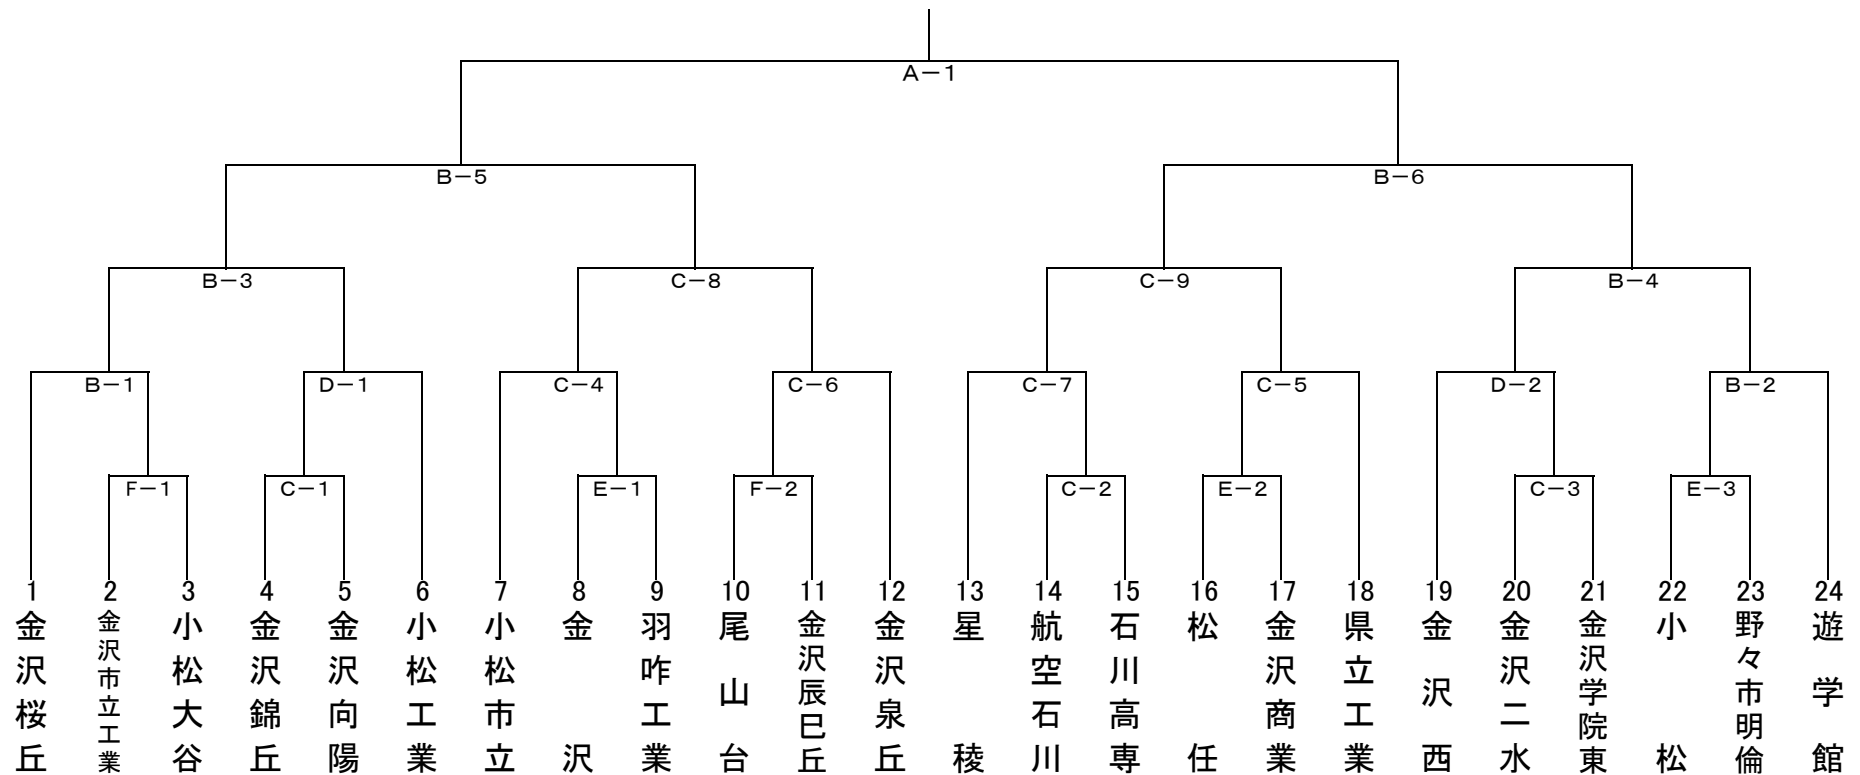 A－1
B－5
B－6
B－3
C－8
C－9
B－4
B－1
D－1
C－4
C－6
C－7
C－5
D－2
B－2
F－1
C－1
E－1
F－2
C－2
E－2
C－3
E－3
1
金沢桜丘
2
金沢市立工業
3
小松大谷
4
金沢錦丘
5
金沢向陽
6
小松工業
7
小松市立
8
金沢
9
羽咋工業
10
尾山台
11
金沢辰巳丘
12
金沢泉丘
13
星稜
14
航空石川
15
石川高専
16
松任
17
金沢商業
18
県立工業
19
金沢西
20
金沢二水
21
金沢学院東
22
小松
23
野々市明倫
24
遊学館